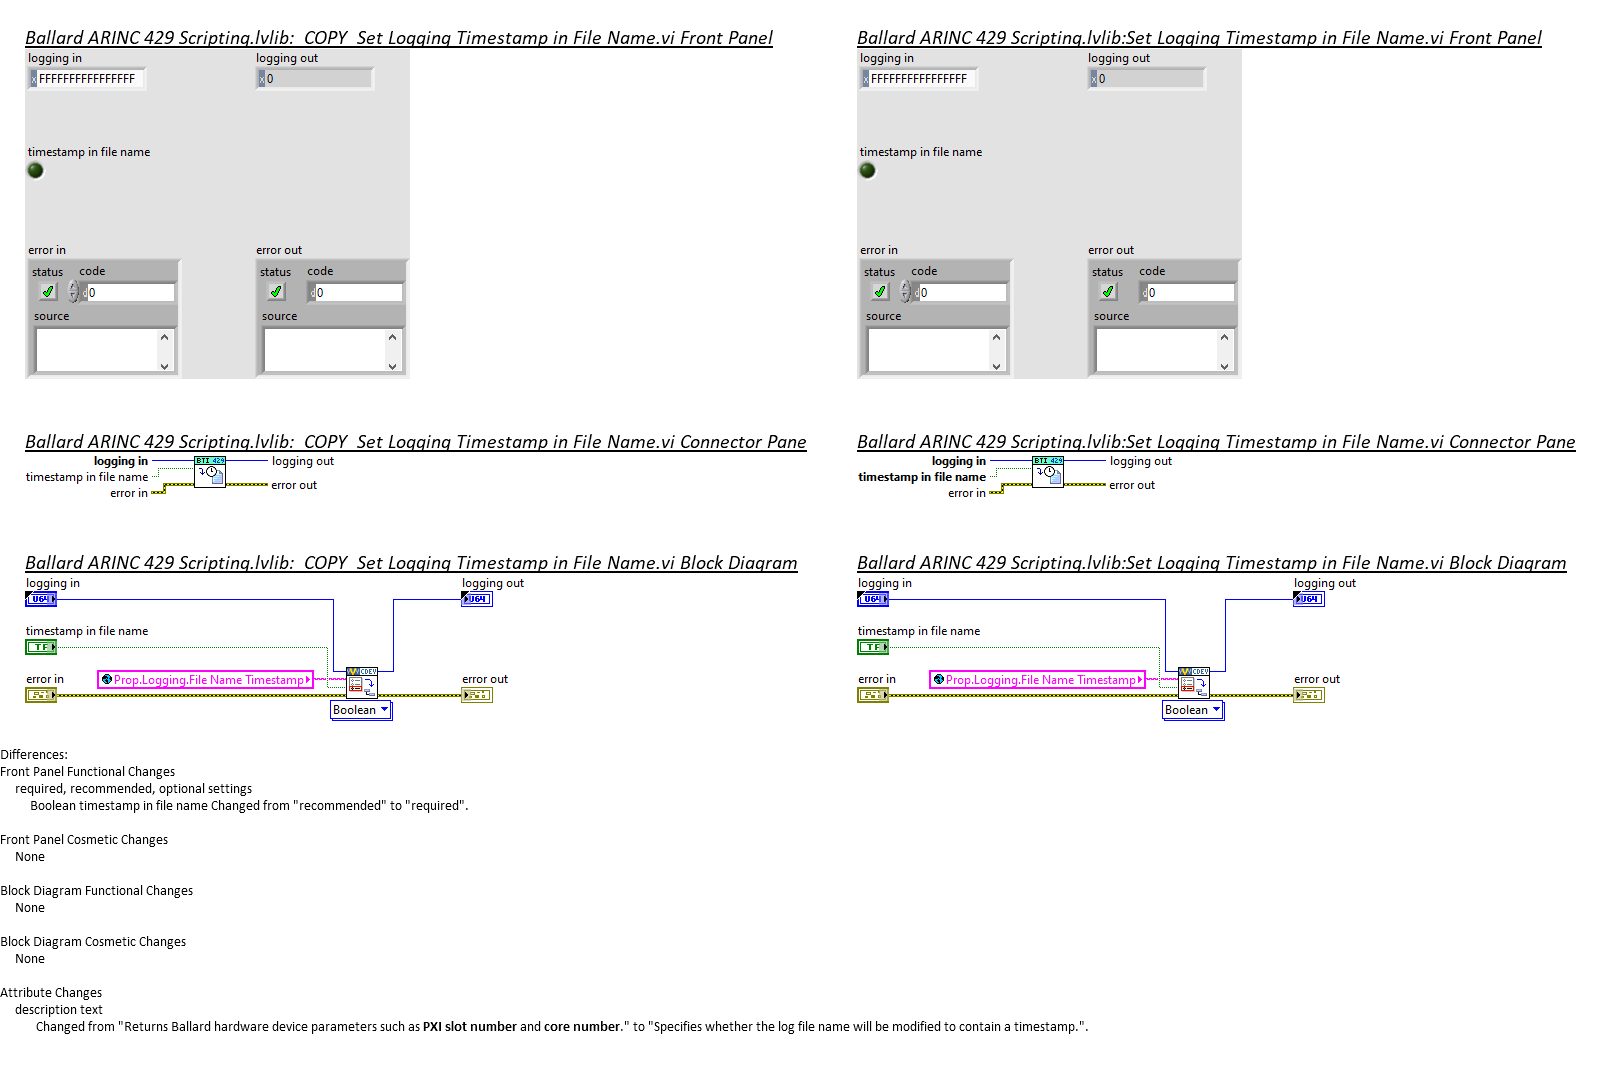 Ballard ARINC 429 Scripting.lvlib:  COPY  Set Logging Timestamp in File Name.vi Front Panel
logging in
logging out
x FFFFFFFFFFFFFFFF
x 0
timestamp in file name
error in
error out
status
code
status
code
d 0
d 0
source
source
Ballard ARINC 429 Scripting.lvlib:Set Logging Timestamp in File Name.vi Front Panel
logging in
logging out
x FFFFFFFFFFFFFFFF
x 0
timestamp in file name
error in
error out
status
code
status
code
d 0
d 0
source
source
Ballard ARINC 429 Scripting.lvlib:  COPY  Set Logging Timestamp in File Name.vi Connector Pane
logging in
BTI 429
logging out
timestamp in file name
error in
error out
Ballard ARINC 429 Scripting.lvlib:Set Logging Timestamp in File Name.vi Connector Pane
logging in
BTI 429
logging out
timestamp in file name
error in
error out
Ballard ARINC 429 Scripting.lvlib:  COPY  Set Logging Timestamp in File Name.vi Block Diagram
logging in
logging out
U64
U64
timestamp in file name
TF
error in
Prop.Logging.File Name Timestamp
CDEV
error out
Boolean
Ballard ARINC 429 Scripting.lvlib:Set Logging Timestamp in File Name.vi Block Diagram
logging in
logging out
U64
U64
timestamp in file name
TF
error in
Prop.Logging.File Name Timestamp
CDEV
error out
Boolean
Differences:
Front Panel Functional Changes
required, recommended, optional settings
Boolean timestamp in file name Changed from "recommended" to "required".
Front Panel Cosmetic Changes
None
Block Diagram Functional Changes
None
Block Diagram Cosmetic Changes
None
Attribute Changes
description text
Changed from "Returns Ballard hardware device parameters such as PXI slot number and core number." to "Specifies whether the log file name will be modified to contain a timestamp.".